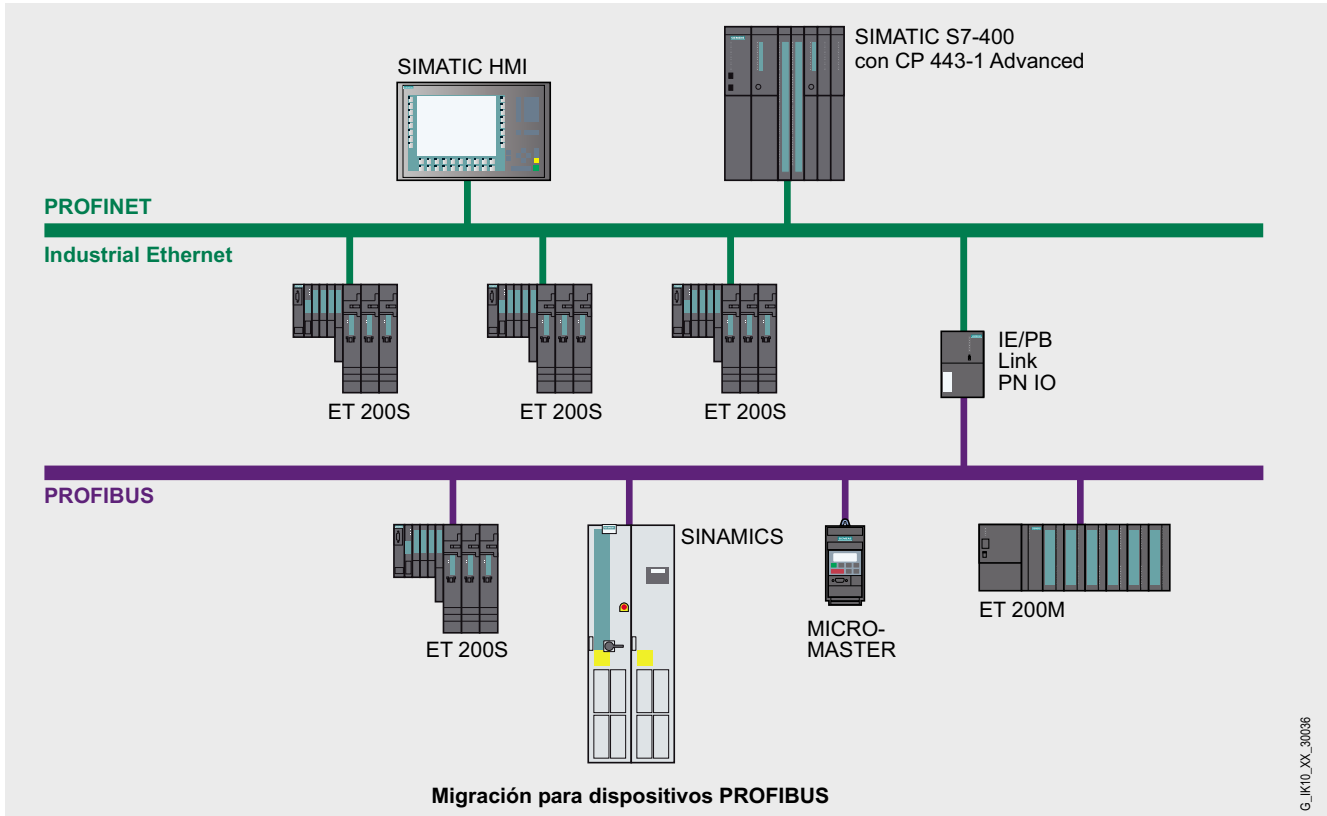 SIMATIC HMI
SIMATIC S7-400
con CP 443-1 Advanced
PROFINET
Industrial Ethernet
ET 200S
ET 200S
ET 200S
IE/PB
Link
PN IO
PROFIBUS
ET 200S
SINAMICS
MICRO-
MASTER
ET 200M
Migración para dispositivos PROFIBUS
G_IK10_XX_30036